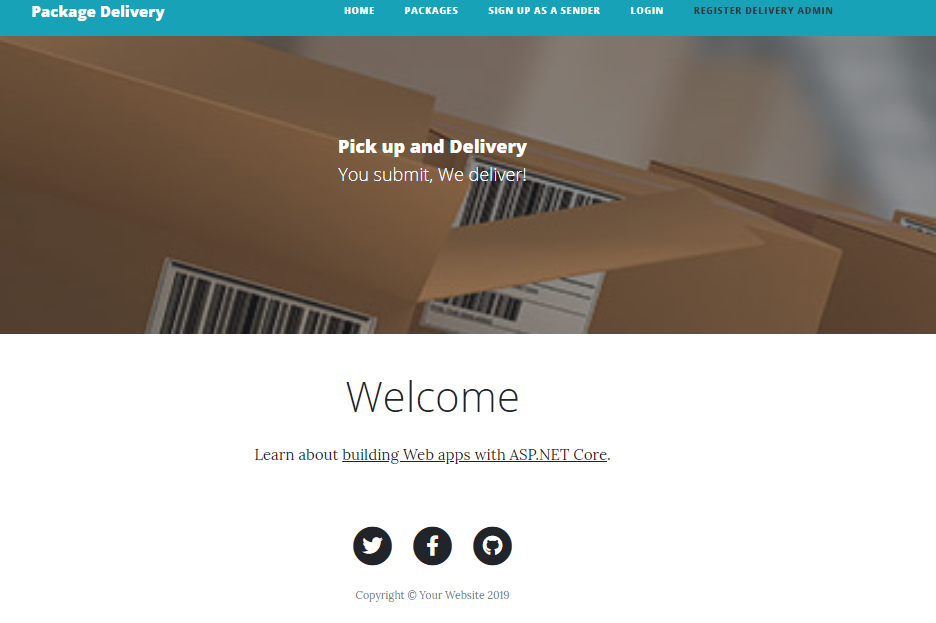 Package Delivery
HOME PACKAGES SIGN UP AS A SENDER LOGIN REGISTER DELIVERY ADMIN
Pick up and Delivery
You submit, We deliver!
Welcome
Learn about building Web apps with ASP.NET Core.
Copyright © Your Website 2019